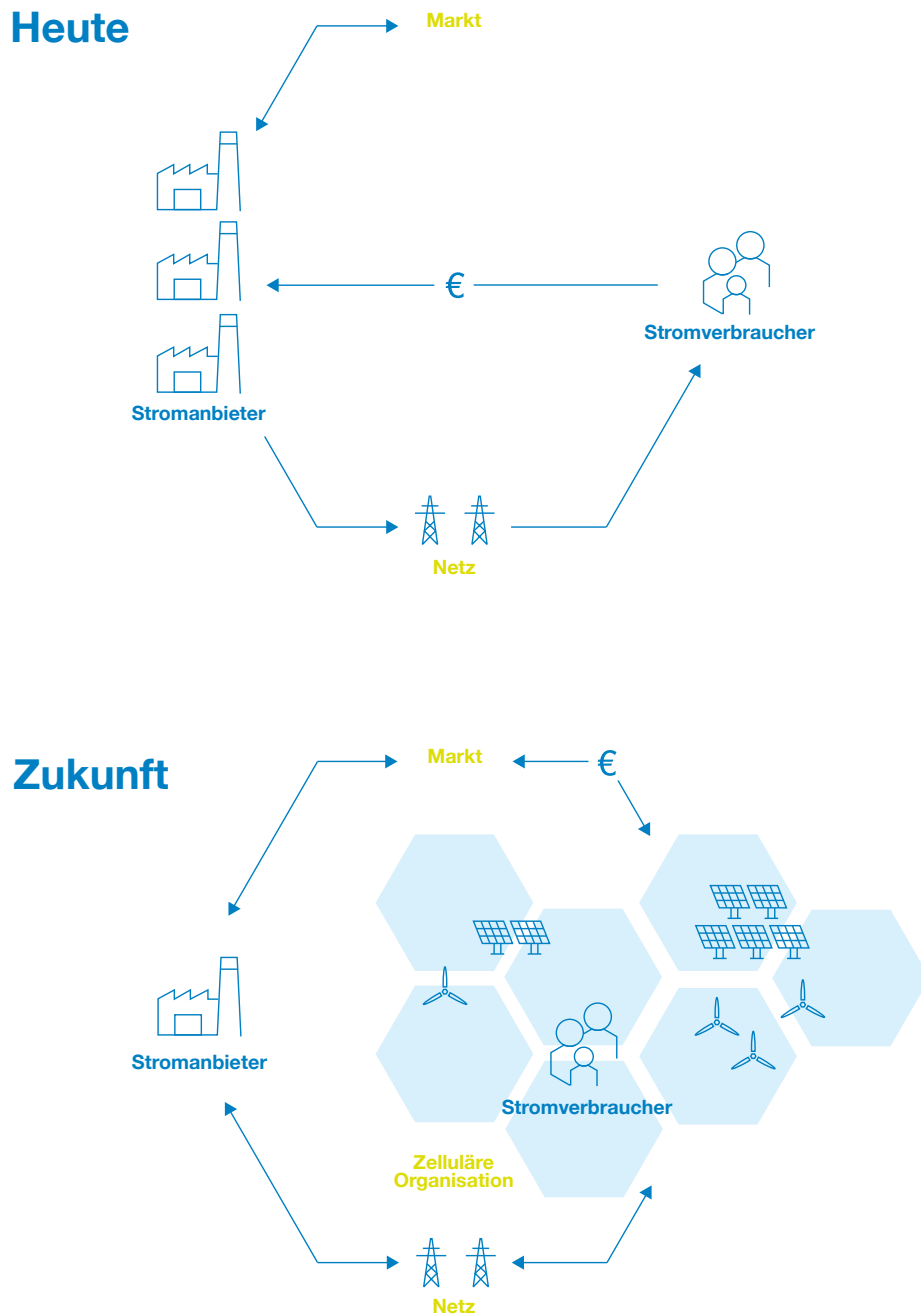 Heute
Markt
€
Stromverbraucher
Stromanbieter
Netz
Zukunft
Markt
€
Stromanbieter
Stromverbraucher
Zelluläre
Organisation
Netz